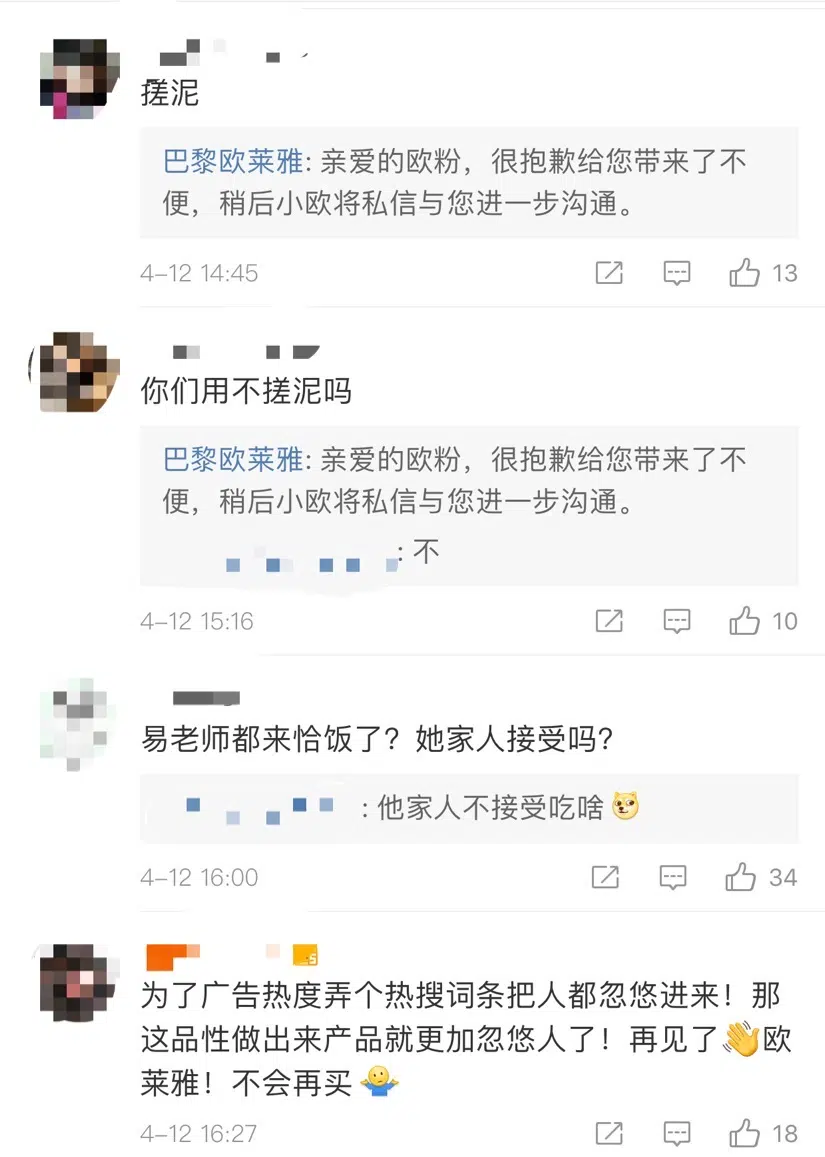 搓泥
巴黎欧莱雅: 亲爱的欧粉，很抱歉给您带来了不
便，稍后小欧将私信与您进一步沟通。
4-12 14:45
13
你们用不搓泥吗
巴黎欧莱雅: 亲爱的欧粉，很抱歉给您带来了不
便，稍后小欧将私信与您进一步沟通。
: 不
4-12 15:16
10
易老师都来恰饭了？她家人接受吗？
: 他家人不接受吃啥
4-12 16:00
34
为了广告热度弄个热搜词条把人都忽悠进来！那
这品性做出来产品就更加忽悠人了！再见了👋欧
莱雅！不会再买🤷
4-12 16:27
18